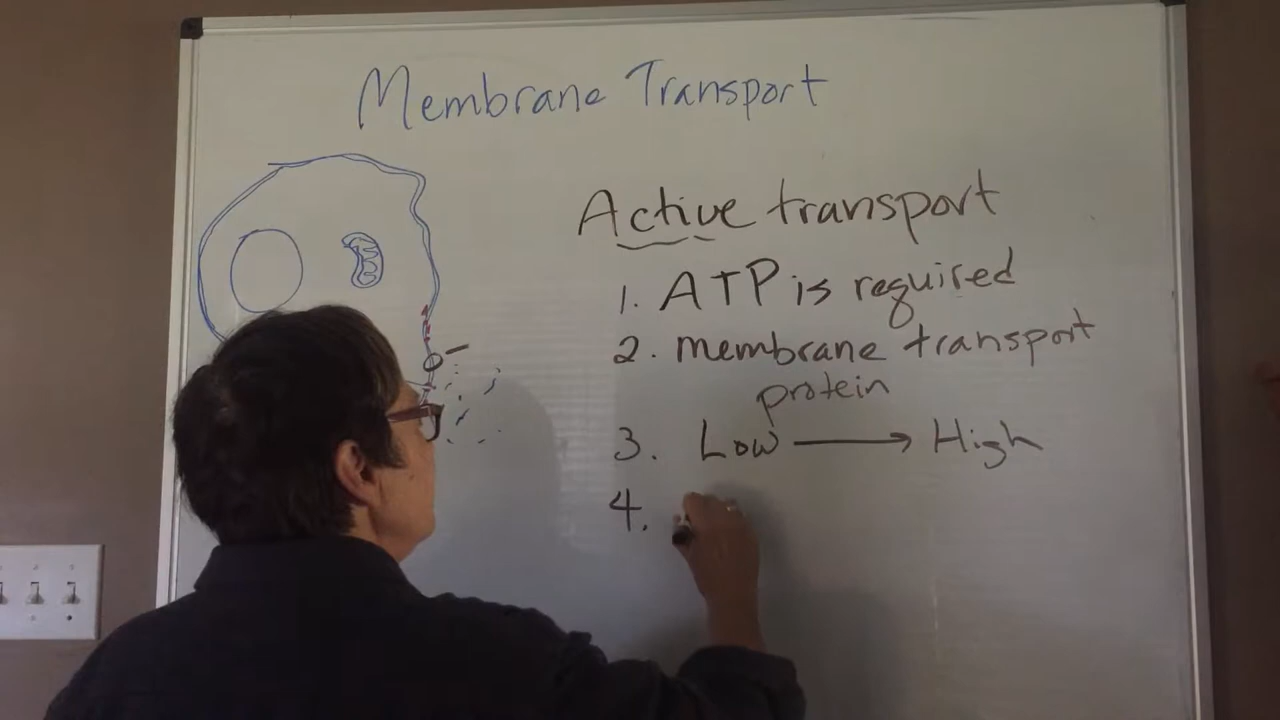 Membrane Transport
Active transport
1. ATP is required
2. membrane transport
protein
3. Low → High
4.